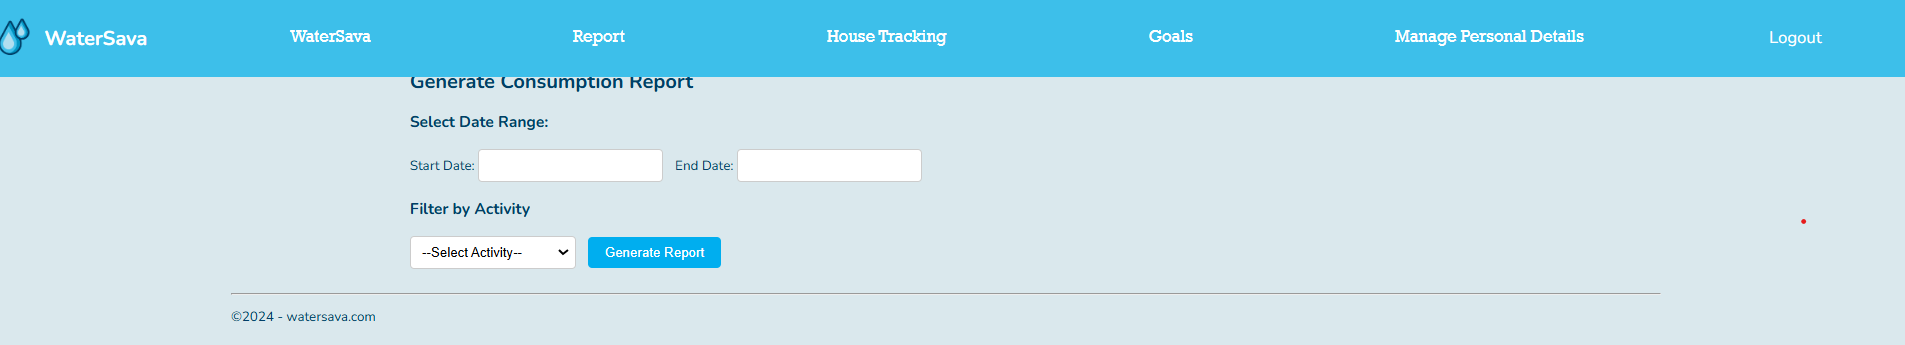 WaterSava WaterSava Report House Tracking Goals Manage Personal Details Logout
Generate Consumption Report
Select Date Range:
Start Date: End Date:
Filter by Activity
--Select Activity-- Generate Report
©2024 - watersava.com